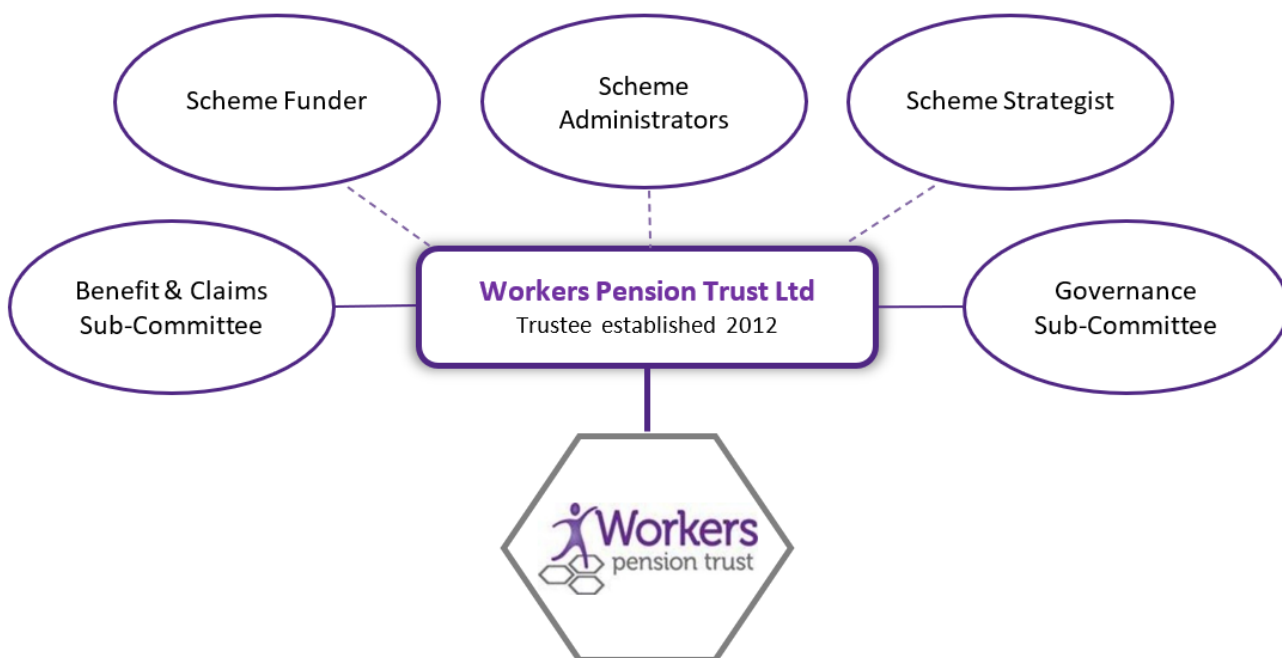 Scheme Funder
Scheme
Administrators
Scheme Strategist
Benefit & Claims
Sub-Committee
Workers Pension Trust Ltd
Trustee established 2012
Governance
Sub-Committee
Workers
pension trust